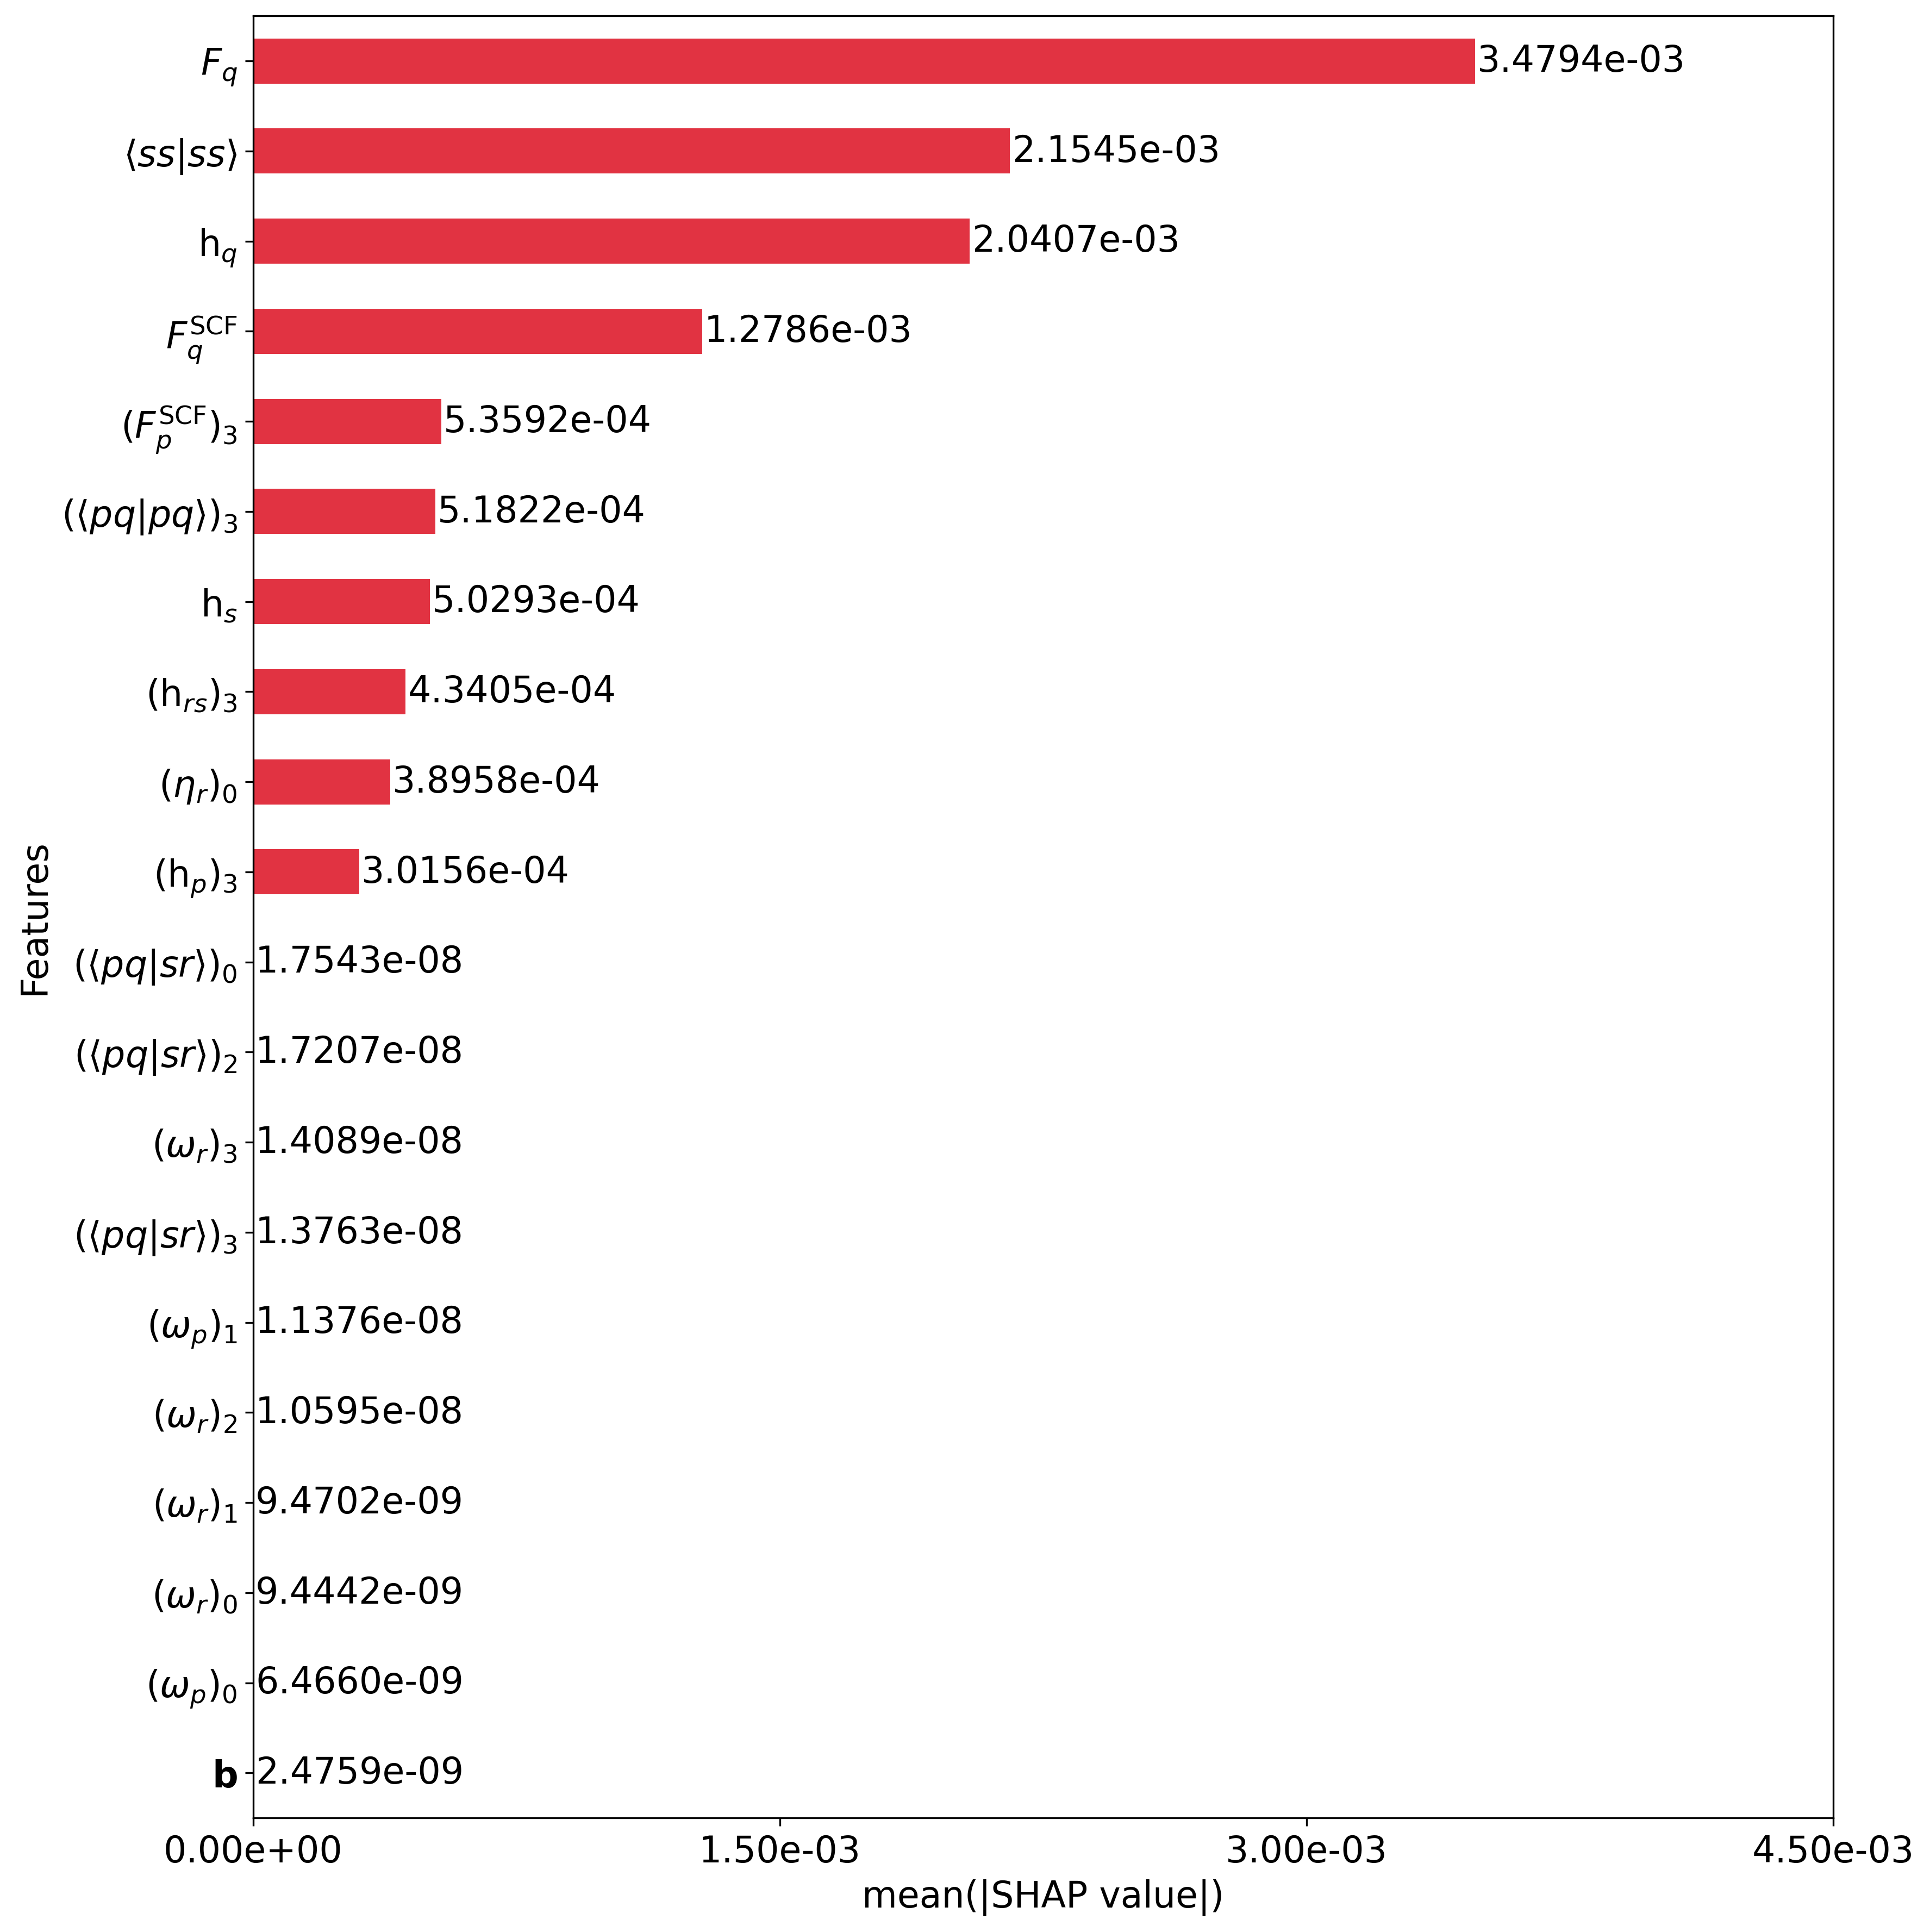 F_q 3.4794e-03
⟨ss|ss⟩ 2.1545e-03
h_q 2.0407e-03
F_q^SCF 1.2786e-03
(F_p^SCF)_3 5.3592e-04
(⟨pq|pq⟩)_3 5.1822e-04
h_s 5.0293e-04
(h_rs)_3 4.3405e-04
(η_r)_0 3.8958e-04
(h_p)_3 3.0156e-04
(⟨pq|sr⟩)_0 1.7543e-08
(⟨pq|sr⟩)_2 1.7207e-08
(ω_r)_3 1.4089e-08
(⟨pq|sr⟩)_3 1.3763e-08
(ω_p)_1 1.1376e-08
(ω_r)_2 1.0595e-08
(ω_r)_1 9.4702e-09
(ω_r)_0 9.4442e-09
(ω_p)_0 6.4660e-09
b 2.4759e-09
Features
0.00e+00 1.50e-03 3.00e-03 4.50e-03
mean(|SHAP value|)